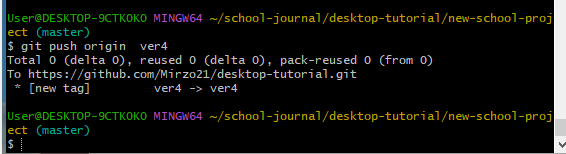 User@DESKTOP-9CTKOKO MINGW64 ~/school-journal/desktop-tutorial/new-school-proj
ect (master)
$ git push origin  ver4
Total 0 (delta 0), reused 0 (delta 0), pack-reused 0 (from 0)
To https://github.com/Mirzo21/desktop-tutorial.git
 * [new tag]         ver4 -> ver4

User@DESKTOP-9CTKOKO MINGW64 ~/school-journal/desktop-tutorial/new-school-proj
ect (master)
$